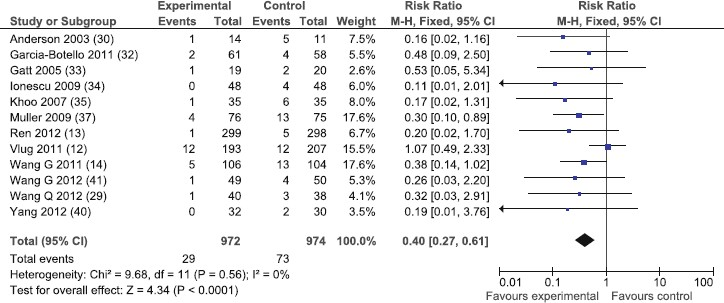 Experimental Control Risk Ratio Risk Ratio
Study or Subgroup Events Total Events Total Weight M-H, Fixed, 95% CI M-H, Fixed, 95% CI
Anderson 2003 (30) 1 14 5 11 7.5% 0.16 [0.02, 1.16]
Garcia-Botello 2011 (32) 2 61 4 58 5.5% 0.48 [0.09, 2.50]
Gatt 2005 (33) 1 19 2 20 2.6% 0.53 [0.05, 5.34]
Ionescu 2009 (34) 0 48 4 48 6.0% 0.11 [0.01, 2.01]
Khoo 2007 (35) 1 35 6 35 8.0% 0.17 [0.02, 1.31]
Muller 2009 (37) 4 76 13 75 17.5% 0.30 [0.10, 0.89]
Ren 2012 (13) 1 299 5 298 6.7% 0.20 [0.02, 1.70]
Vlug 2011 (12) 12 193 12 207 15.5% 1.07 [0.49, 2.33]
Wang G 2011 (14) 5 106 13 104 17.6% 0.38 [0.14, 1.02]
Wang G 2012 (41) 1 49 4 50 5.3% 0.26 [0.03, 2.20]
Wang Q 2012 (29) 1 40 3 38 4.1% 0.32 [0.03, 2.91]
Yang 2012 (40) 0 32 2 30 3.4% 0.19 [0.01, 3.76]
Total (95% CI) 972 974 100.0% 0.40 [0.27, 0.61]
Total events 29 73
Heterogeneity: Chi² = 9.68, df = 11 (P = 0.56); I² = 0%
Test for overall effect: Z = 4.34 (P < 0.0001)
0.01 0.1 1 10 100
Favours experimental Favours control